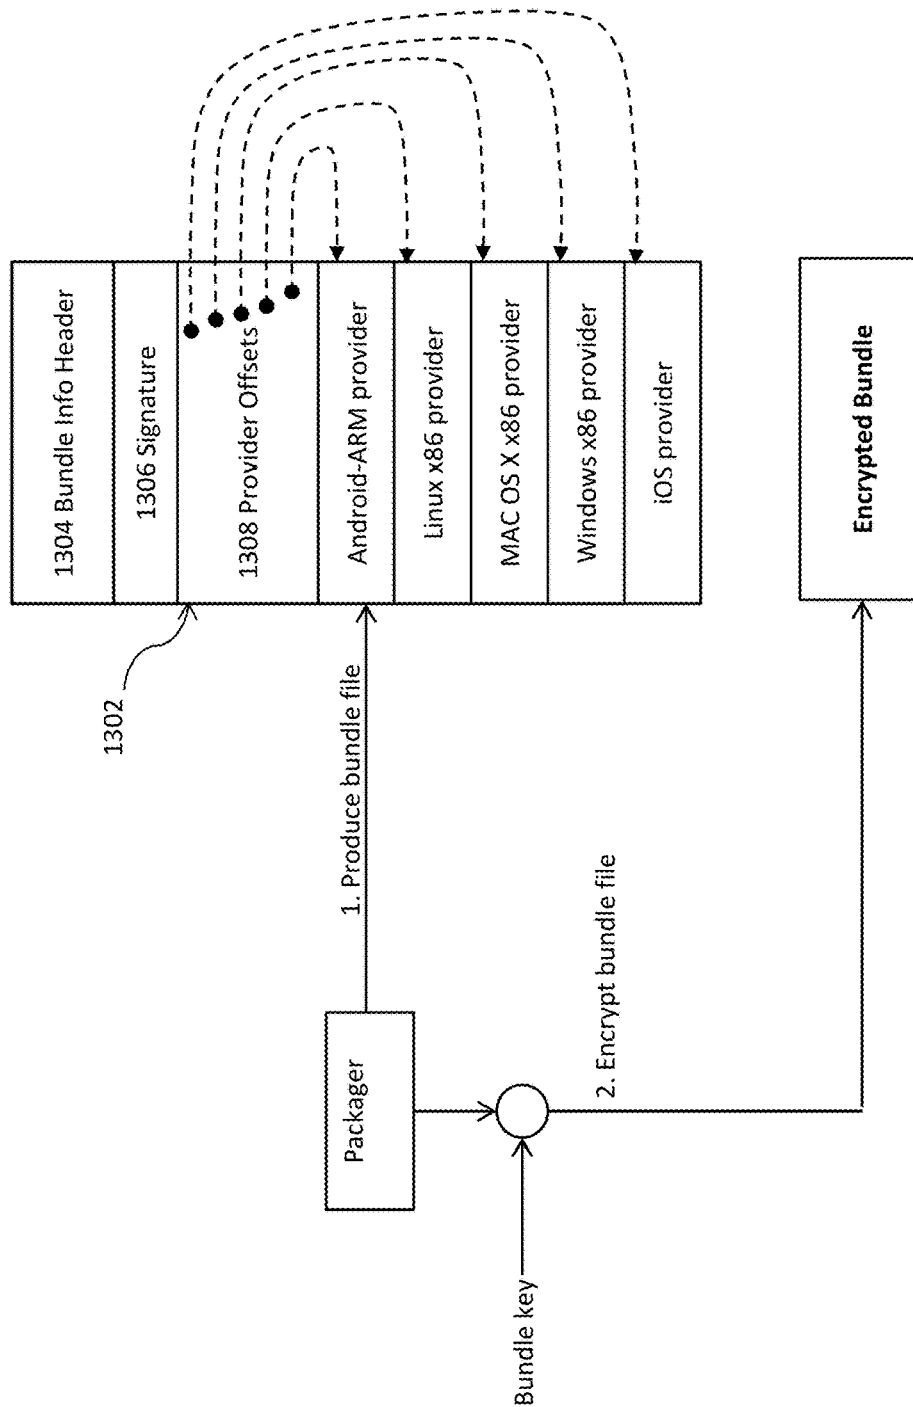 1304 Bundle Info Header
1306 Signature
1308 Provider Offsets
Android-ARM provider
Linux x86 provider
MAC OS X x86 provider
Windows x86 provider
iOS provider
1302
1. Produce bundle file
Packager
2. Encrypt bundle file
Bundle key
Encrypted Bundle